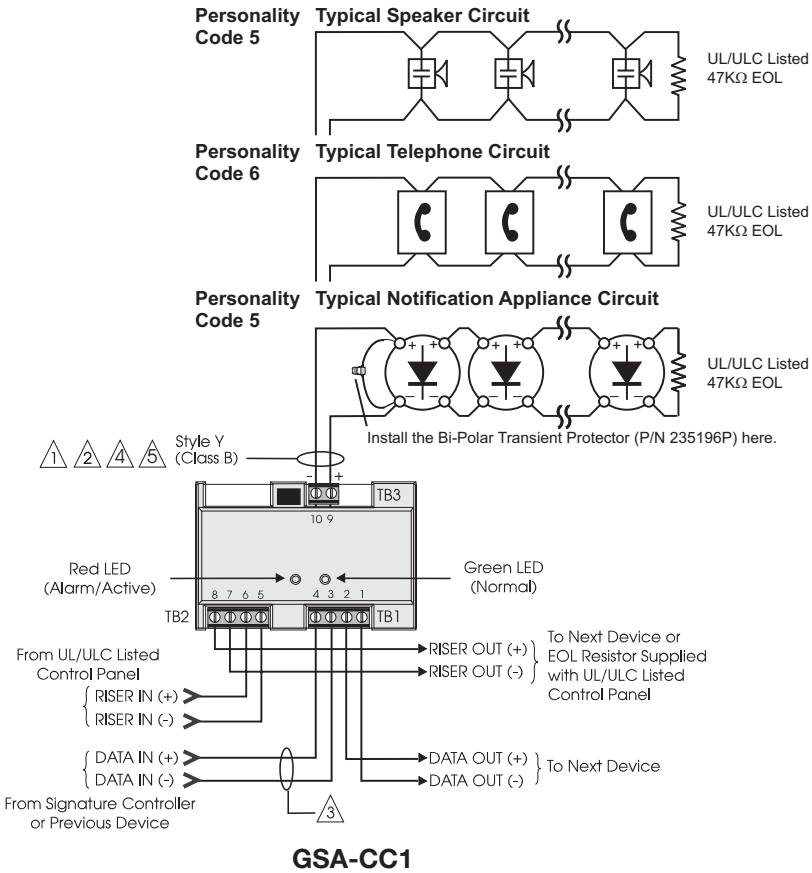 Personality Typical Speaker Circuit
Code 5
UL/ULC Listed
47KΩ EOL
Personality Typical Telephone Circuit
Code 6
UL/ULC Listed
47KΩ EOL
Personality Typical Notification Appliance Circuit
Code 5
+ + + + + +
UL/ULC Listed
47KΩ EOL
– – – – – –
Install the Bi-Polar Transient Protector (P/N 235196P) here.
1 2 4 5 Style Y
(Class B)
- +
TB3
10 9
Red LED
(Alarm/Active)
Green LED
(Normal)
8 7 6 5 4 3 2 1
TB2 TB1
From UL/ULC Listed
Control Panel
RISER IN (+)
RISER IN (-)
RISER OUT (+)
RISER OUT (-)
To Next Device or
EOL Resistor Supplied
with UL/ULC Listed
Control Panel
DATA IN (+)
DATA IN (-)
DATA OUT (+)
DATA OUT (-)
To Next Device
From Signature Controller
or Previous Device
3
GSA-CC1